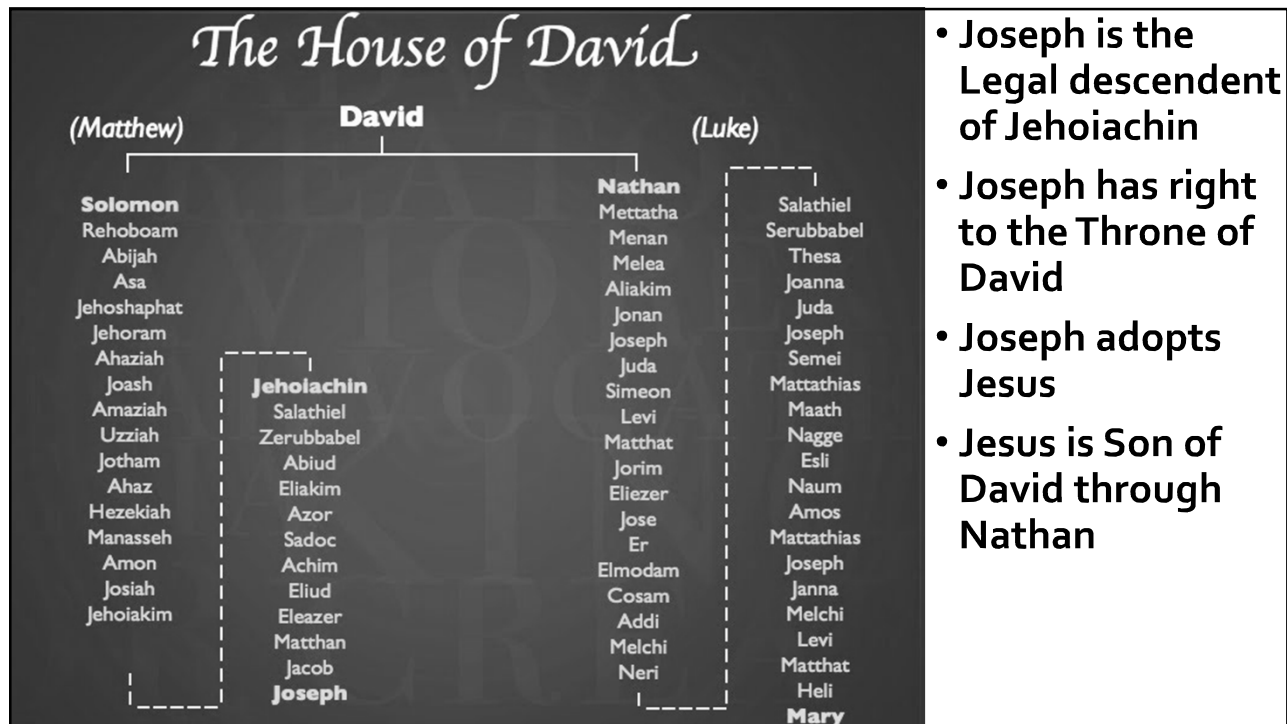 The House of David
(Matthew)
David
(Luke)
Solomon
Rehoboam
Abijah
Asa
Jehoshaphat
Jehoram
Ahaziah
Joash
Amaziah
Uzziah
Jotham
Ahaz
Hezekiah
Manasseh
Amon
Josiah
Jehoiakim
Jehoiachin
Salathiel
Zerubbabel
Abiud
Eliakim
Azor
Sadoc
Achim
Eliud
Eleazer
Matthan
Jacob
Joseph
Nathan
Mettatha
Menan
Melea
Aliakim
Jonan
Joseph
Juda
Simeon
Levi
Matthat
Jorim
Eliezer
Jose
Er
Elmodam
Cosam
Addi
Melchi
Neri
Salathiel
Serubbabel
Thesa
Joanna
Juda
Joseph
Semei
Mattathias
Maath
Nagge
Esli
Naum
Amos
Mattathias
Joseph
Janna
Melchi
Levi
Matthat
Heli
Mary
• Joseph is the
Legal descendent
of Jehoiachin
• Joseph has right
to the Throne of
David
• Joseph adopts
Jesus
• Jesus is Son of
David through
Nathan